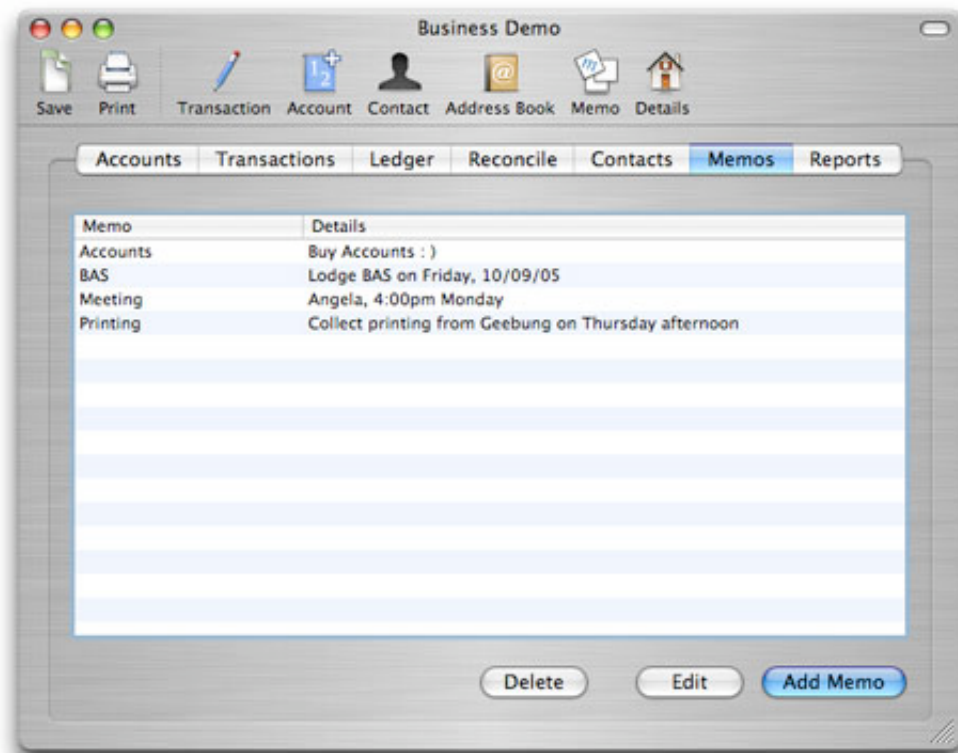 Business Demo
Save Print Transaction Account Contact Address Book Memo Details
Accounts Transactions Ledger Reconcile Contacts Memos Reports
Memo Details
Accounts Buy Accounts : )
BAS Lodge BAS on Friday, 10/09/05
Meeting Angela, 4:00pm Monday
Printing Collect printing from Geebung on Thursday afternoon
Delete Edit Add Memo